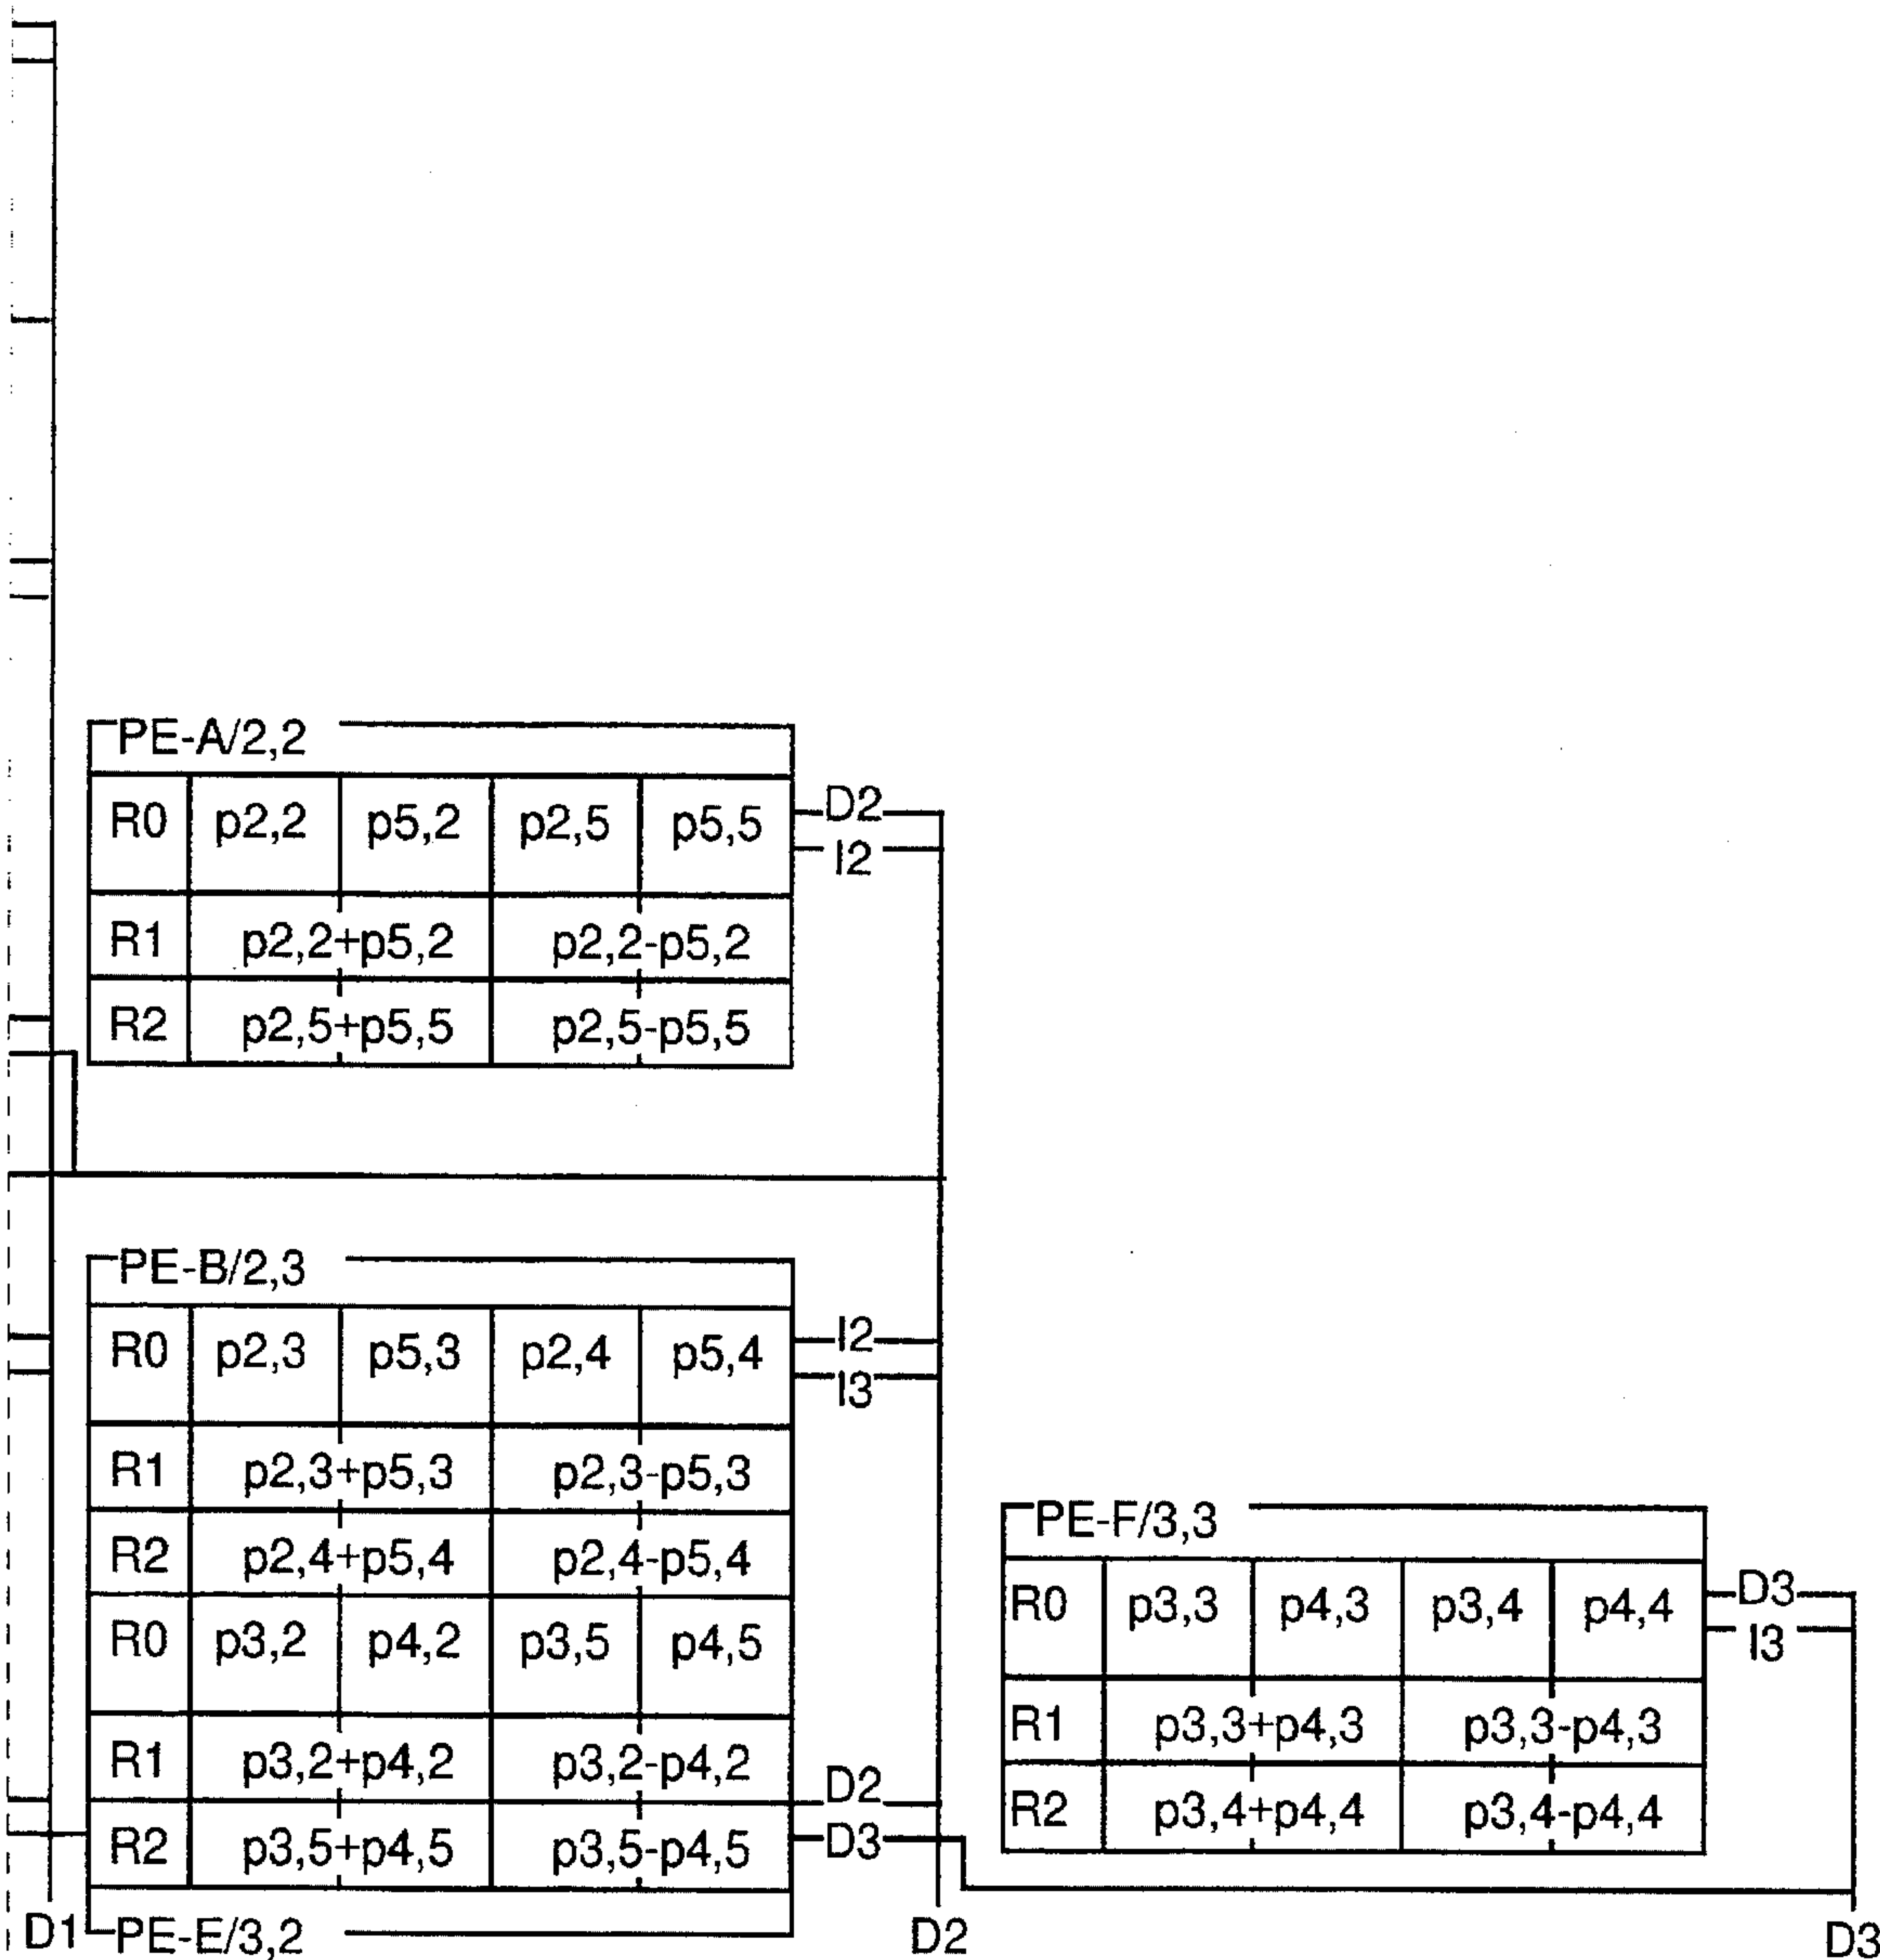 PE-A/2,2
R0 p2,2 p5,2 p2,5 p5,5
D2
I2
R1 p2,2+p5,2 p2,2-p5,2
R2 p2,5+p5,5 p2,5-p5,5
PE-B/2,3
R0 p2,3 p5,3 p2,4 p5,4
I2
I3
R1 p2,3+p5,3 p2,3-p5,3
R2 p2,4+p5,4 p2,4-p5,4
R0 p3,2 p4,2 p3,5 p4,5
R1 p3,2+p4,2 p3,2-p4,2
D2
R2 p3,5+p4,5 p3,5-p4,5
D3
PE-E/3,2
PE-F/3,3
R0 p3,3 p4,3 p3,4 p4,4
D3
I3
R1 p3,3+p4,3 p3,3-p4,3
R2 p3,4+p4,4 p3,4-p4,4
D1
D2
D3